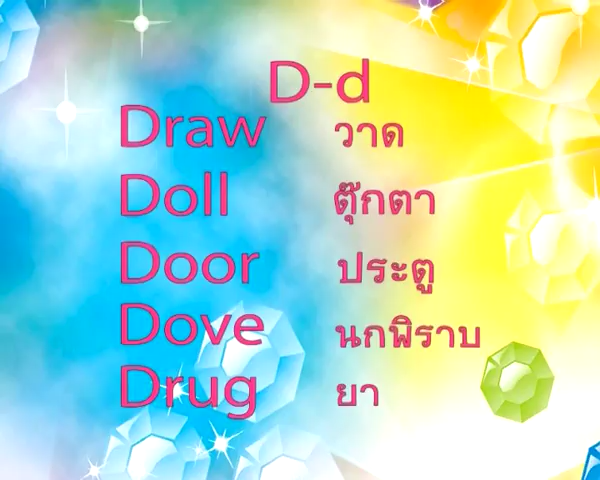 D-d
Draw วาด
Doll ตุ๊กตา
Door ประตู
Dove นกพิราบ
Drug ยา